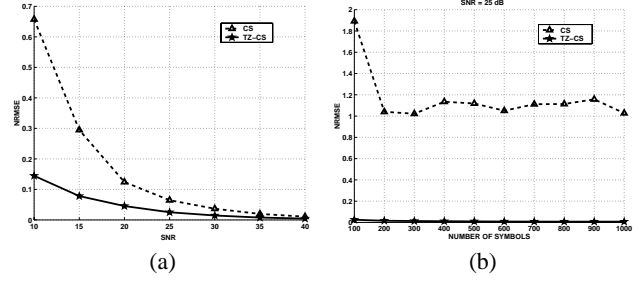 SNR = 25 dB
0.7
0.6
0.5
0.4
0.3
0.2
0.1
0
NRMSE
CS
TZ-CS
10 15 20 25 30 35 40
SNR
(a)
2
1.8
1.6
1.4
1.2
1
0.8
0.6
0.4
0.2
0
NRMSE
CS
TZ-CS
100 200 300 400 500 600 700 800 900 1000
NUMBER OF SYMBOLS
(b)